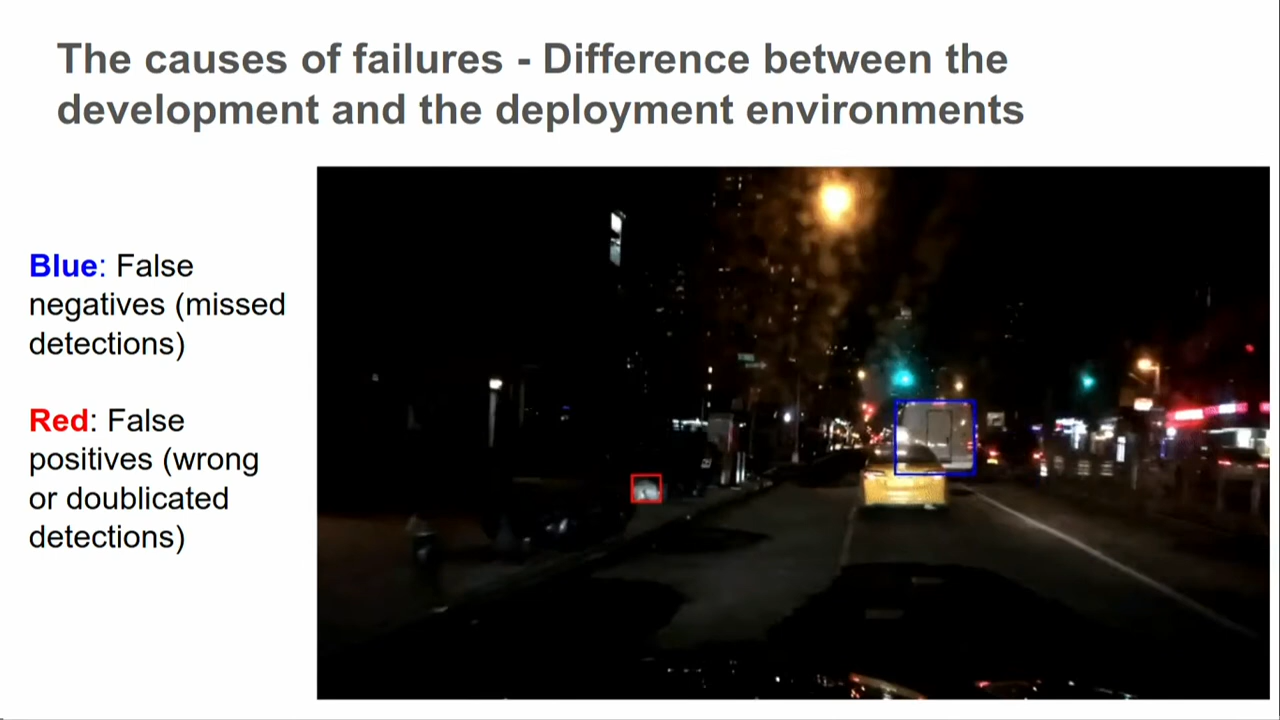 The causes of failures - Difference between the
development and the deployment environments
Blue: False
negatives (missed
detections)
Red: False
positives (wrong
or doublicated
detections)